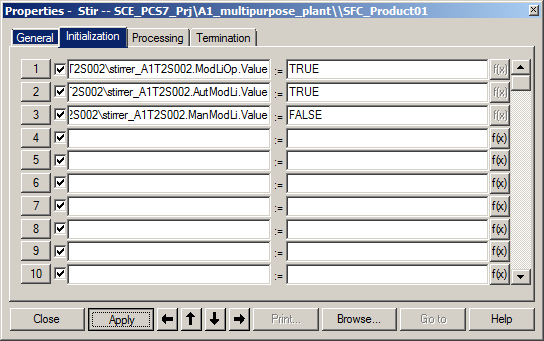 Properties -  Stir -- SCE_PCS7_Prj\A1_multipurpose_plant\\SFC_Product01
General Initialization Processing Termination
1 T2S002\stirrer_A1T2S002.ModLiOp.Value := TRUE f(x)
2 T2S002\stirrer_A1T2S002.AutModLi.Value := TRUE f(x)
3 2S002\stirrer_A1T2S002.ManModLi.Value := FALSE f(x)
4 := f(x)
5 := f(x)
6 := f(x)
7 := f(x)
8 := f(x)
9 := f(x)
10 := f(x)
Close Apply Print... Browse... Go to Help